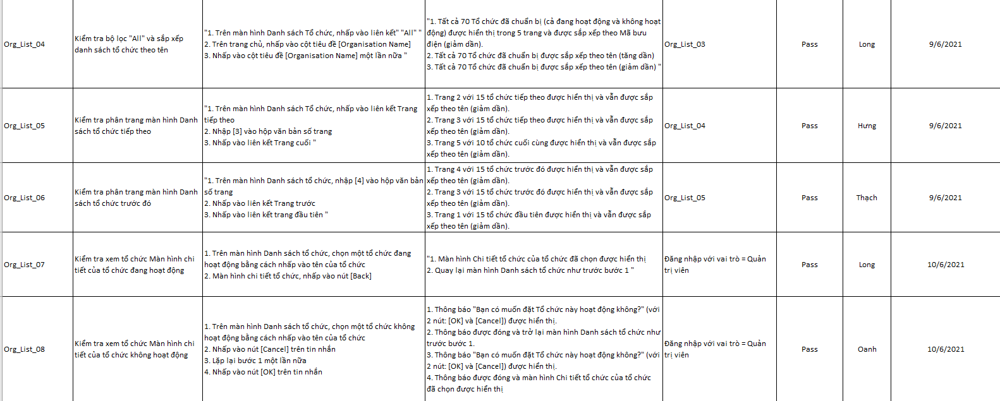 Org_List_04
Kiểm tra bộ lọc "All" và sắp xếp
danh sách tổ chức theo tên
"1. Trên màn hình Danh sách Tổ chức, nhấp vào liên kết" "All" "
2. Trên trang chủ, nhấp vào cột tiêu đề [Organisation Name]
3. Nhấp vào cột tiêu đề [Organisation Name] một lần nữa "
"1. Tất cả 70 Tổ chức đã chuẩn bị (cả đang hoạt động và không hoạt
động) được hiển thị trong 5 trang và được sắp xếp theo Mã bưu
điện (giảm dần).
2. Tất cả 70 Tổ chức đã chuẩn bị được sắp xếp theo tên (tăng dần)
3. Tất cả 70 Tổ chức đã chuẩn bị được sắp xếp theo tên (giảm dần) "
Org_List_03
Pass
Long
9/6/2021
Org_List_05
Kiểm tra phân trang màn hình Danh
sách tổ chức tiếp theo
"1. Trên màn hình Danh sách Tổ chức, nhấp vào liên kết Trang
tiếp theo
2. Nhập [3] vào hộp văn bản số trang
3. Nhấp vào liên kết Trang cuối "
1. Trang 2 với 15 tổ chức tiếp theo được hiển thị và vẫn được sắp
xếp theo tên (giảm dần).
2. Trang 3 với 15 tổ chức tiếp theo được hiển thị và vẫn được sắp
xếp theo tên (giảm dần).
3. Trang 5 với 10 tổ chức cuối cùng được hiển thị và vẫn được sắp
xếp theo tên (giảm dần).
Org_List_04
Pass
Hưng
9/6/2021
Org_List_06
Kiểm tra phân trang màn hình Danh
sách tổ chức trước đó
"1. Trên màn hình Danh sách tổ chức, nhập [4] vào hộp văn bản
số trang
2. Nhấp vào liên kết Trang trước
3. Nhấp vào liên kết trang đầu tiên "
1. Trang 4 với 15 tổ chức trước đó được hiển thị và vẫn được sắp
xếp theo tên (giảm dần).
2. Trang 3 với 15 tổ chức trước đó được hiển thị và vẫn được sắp
xếp theo tên (giảm dần).
3. Trang 1 với 15 tổ chức đầu tiên được hiển thị và vẫn được sắp
xếp theo tên (giảm dần).
Org_List_05
Pass
Thạch
9/6/2021
Org_List_07
Kiểm tra xem tổ chức Màn hình chi
tiết của tổ chức đang hoạt động
1. Trên màn hình Danh sách tổ chức, chọn một tổ chức đang
hoạt động bằng cách nhấp vào tên của tổ chức
2. Màn hình chi tiết tổ chức, nhấp vào nút [Back]
"1. Màn hình Chi tiết tổ chức của tổ chức đã chọn được hiển thị
2. Quay lại màn hình Danh sách tổ chức như trước bước 1 "
Đăng nhập với vai trò = Quản
trị viên
Pass
Long
10/6/2021
Org_List_08
Kiểm tra xem tổ chức Màn hình chi
tiết của tổ chức không hoạt động
1. Trên màn hình Danh sách tổ chức, chọn một tổ chức không
hoạt động bằng cách nhấp vào tên của tổ chức
2. Nhấp vào nút [Cancel] trên tin nhắn
3. Lặp lại bước 1 một lần nữa
4. Nhấp vào nút [OK] trên tin nhắn
1. Thông báo "Bạn có muốn đặt Tổ chức này hoạt động không?" (với
2 nút: [OK] và [Cancel]) được hiển thị.
2. Thông báo được đóng và trở lại màn hình Danh sách tổ chức như
trước bước 1.
3. Thông báo "Bạn có muốn đặt Tổ chức này hoạt động không?" (với
2 nút: [OK] và [Cancel]) được hiển thị.
4. Thông báo được đóng và màn hình Chi tiết tổ chức của tổ chức
đã chọn được hiển thị
Đăng nhập với vai trò = Quản
trị viên
Pass
Oanh
10/6/2021